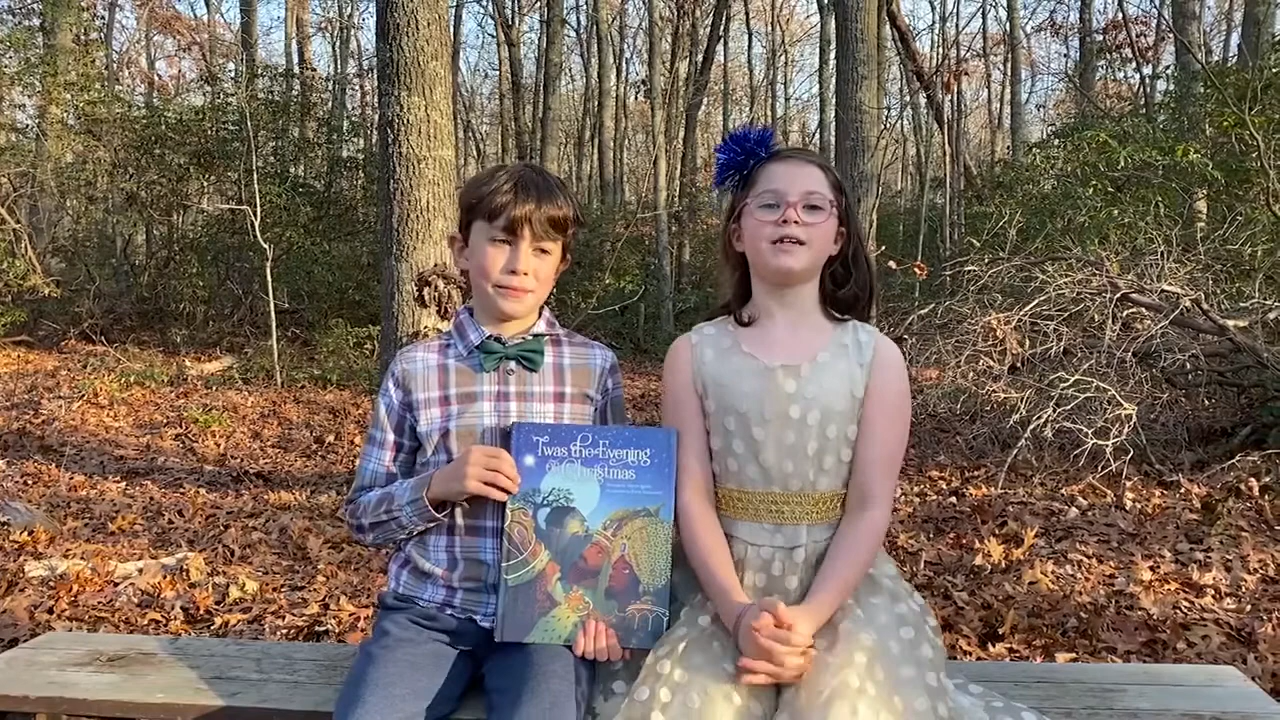 'Twas the Evening
of Christmas